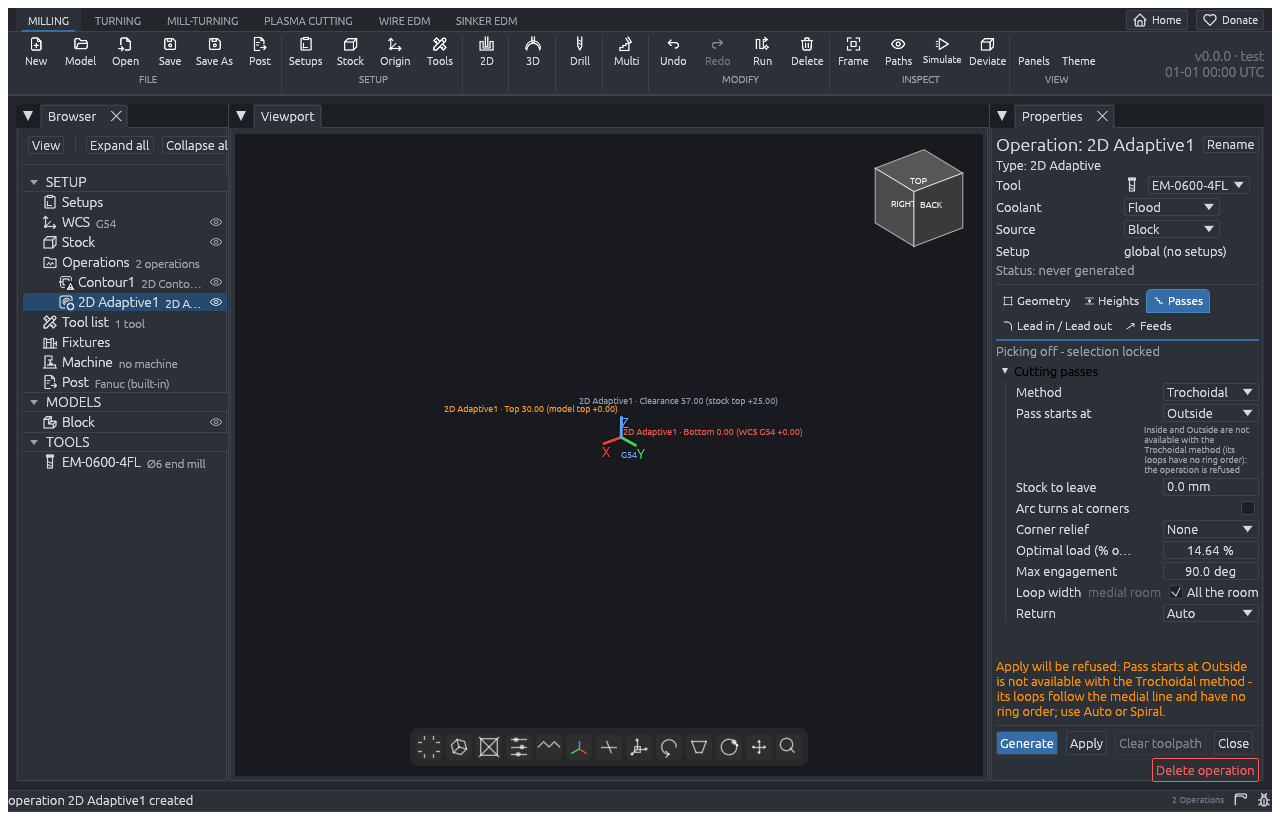 MILLING TURNING MILL-TURNING PLASMA CUTTING WIRE EDM SINKER EDM Home Donate
New Model Open Save Save As Post Setups Stock Origin Tools 2D 3D Drill Multi Undo Redo Run Delete Frame Paths Simulate Deviate Panels Theme
FILE SETUP MODIFY INSPECT VIEW
v0.0.0 · test
01-01 00:00 UTC
Browser
View Expand all Collapse al
SETUP
Setups
WCS G54
Stock
Operations 2 operations
Contour1 2D Conto...
2D Adaptive1 2D A...
Tool list 1 tool
Fixtures
Machine no machine
Post Fanuc (built-in)
MODELS
Block
TOOLS
EM-0600-4FL Ø6 end mill
Viewport
TOP
RIGHT BACK
2D Adaptive1 · Clearance 57.00 (stock top +25.00)
2D Adaptive1 · Top 30.00 (model top +0.00)
Z
2D Adaptive1 · Bottom 0.00 (WCS G54 +0.00)
X G54 Y
Properties
Operation: 2D Adaptive1 Rename
Type: 2D Adaptive
Tool EM-0600-4FL
Coolant Flood
Source Block
Setup global (no setups)
Status: never generated
Geometry Heights Passes
Lead in / Lead out Feeds
Picking off - selection locked
Cutting passes
Method Trochoidal
Pass starts at Outside
Inside and Outside are not
available with the
Trochoidal method (its
loops have no ring order):
the operation is refused
Stock to leave 0.0 mm
Arc turns at corners
Corner relief None
Optimal load (% o... 14.64 %
Max engagement 90.0 deg
Loop width medial room All the room
Return Auto
Apply will be refused: Pass starts at Outside
is not available with the Trochoidal method -
its loops follow the medial line and have no
ring order; use Auto or Spiral.
Generate Apply Clear toolpath Close
Delete operation
operation 2D Adaptive1 created
2 Operations